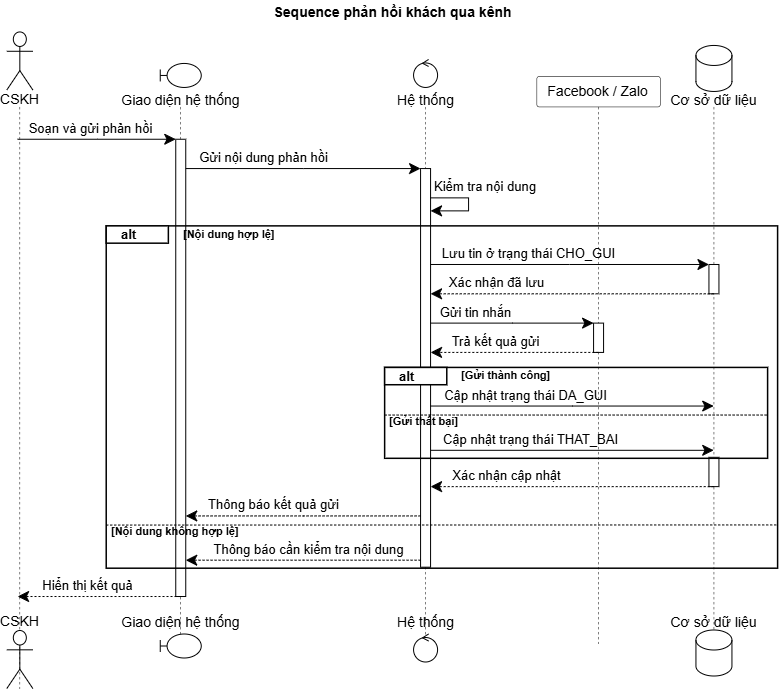 Sequence phản hồi khách qua kênh
CSKH
Giao diện hệ thống
Hệ thống
Facebook / Zalo
Cơ sở dữ liệu
Soạn và gửi phản hồi
Gửi nội dung phản hồi
Kiểm tra nội dung
alt
[Nội dung hợp lệ]
Lưu tin ở trạng thái CHO_GUI
Xác nhận đã lưu
Gửi tin nhắn
Trả kết quả gửi
alt
[Gửi thành công]
Cập nhật trạng thái DA_GUI
[Gửi thất bại]
Cập nhật trạng thái THAT_BAI
Xác nhận cập nhật
Thông báo kết quả gửi
[Nội dung không hợp lệ]
Thông báo cần kiểm tra nội dung
Hiển thị kết quả
CSKH
Giao diện hệ thống
Hệ thống
Cơ sở dữ liệu